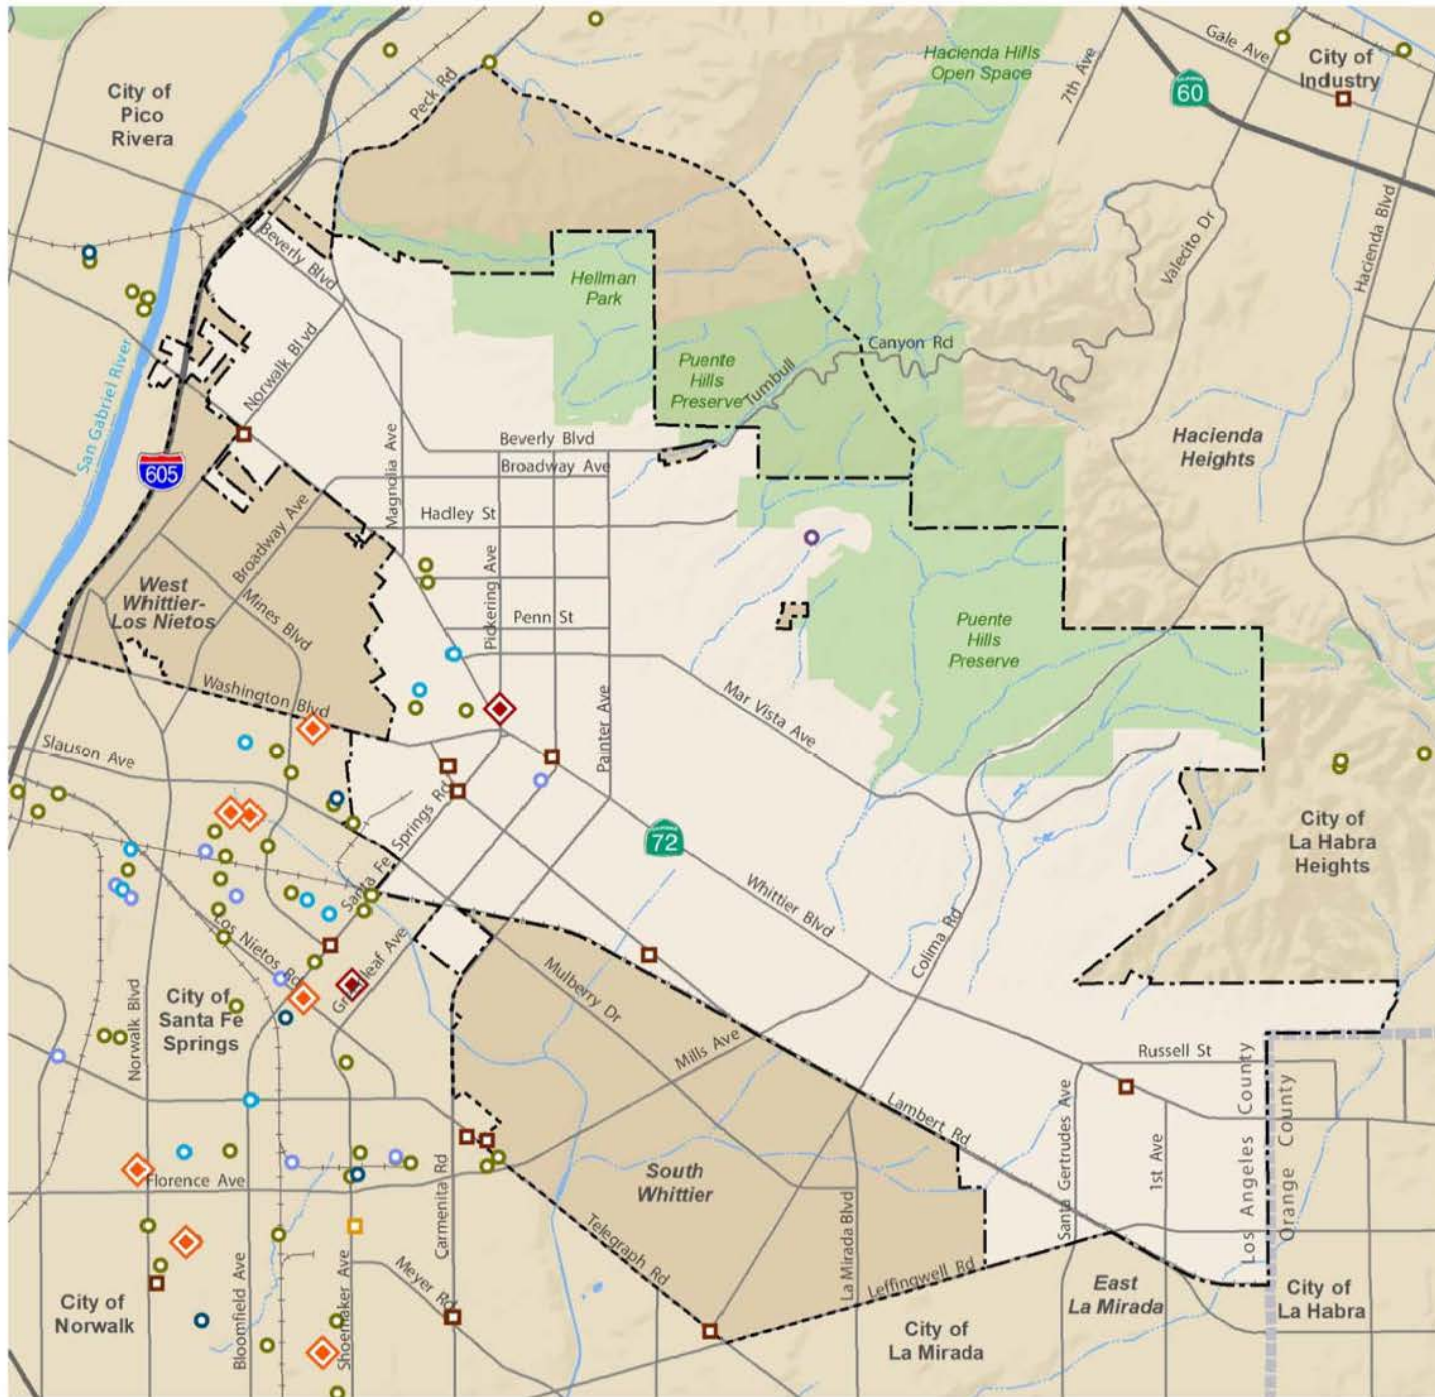 Hacienda Hills
Open Space
Gale Ave
City of
Industry
7th Ave
60
City of
Pico
Rivera
Peck Rd
Valecito Dr
Hacienda Blvd
Beverly Blvd
Hellman
Park
Norwalk Blvd
San Gabriel River
Puente
Hills
Preserve
Turnbull
Canyon Rd
605
Magnolia Ave
Beverly Blvd
Broadway Ave
Hacienda
Heights
Hadley St
Broadway Ave
Pickering Ave
West
Whittier-
Los Nietos
Mines Blvd
Penn St
Puente
Hills
Preserve
Washington Blvd
Painter Ave
Mar Vista Ave
Slauson Ave
Santa Fe Springs Rd
72
Whittier Blvd
City of
La Habra
Heights
Colima Rd
Los Nietos Rd
Mulberry Dr
City of
Santa Fe
Springs
Norwalk Blvd
Mills Ave
Russell St
Lambert Rd
Santa Gertrudes Ave
1st Ave
Los Angeles County
Orange County
Florence Ave
Carmenita Rd
South
Whittier
La Mirada Blvd
Telegraph Rd
Leffingwell Rd
Meyer Rd
Bloomfield Ave
Shoemaker Ave
City of
Norwalk
East
La Mirada
City of
La Habra
City of
La Mirada